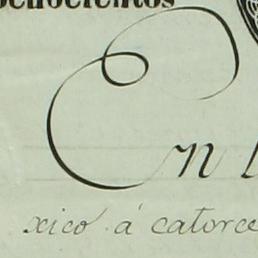 ochocientos
En l
xico á catorce